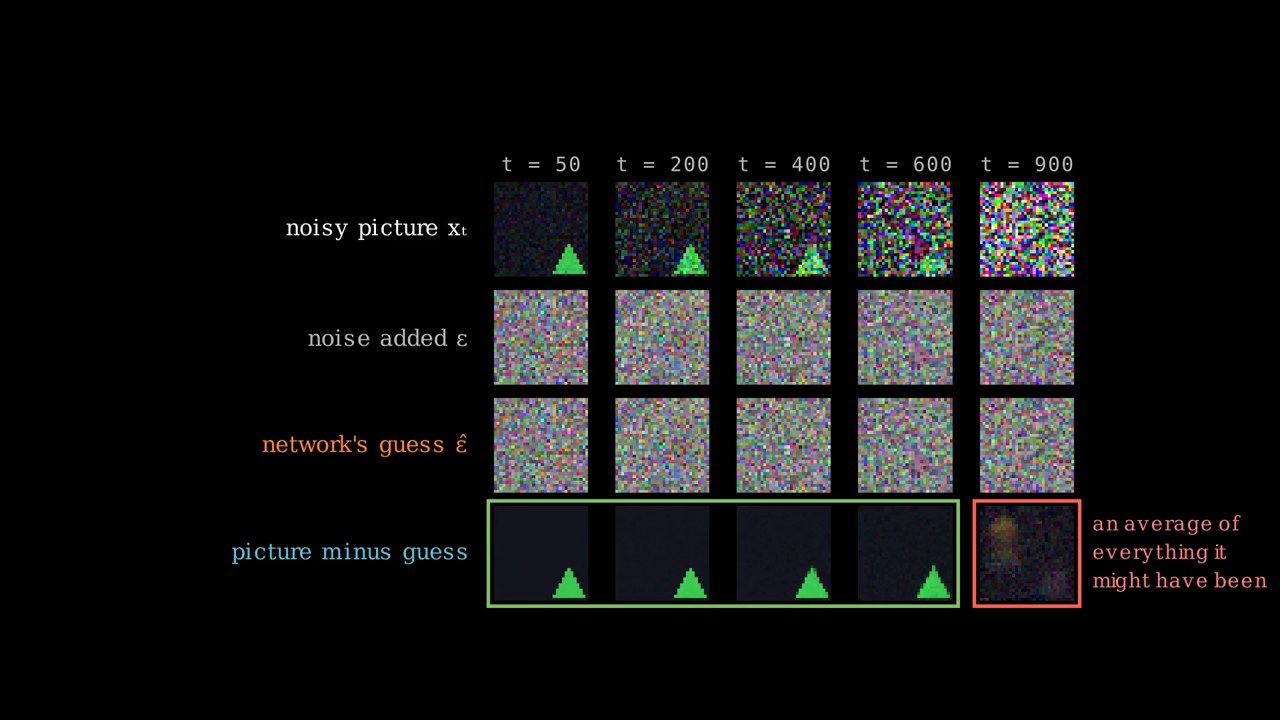 t = 50 t = 200 t = 400 t = 600 t = 900
noisy picture xₜ
noise added ε
network's guess ε̂
picture minus guess
an average of
everything it
might have been